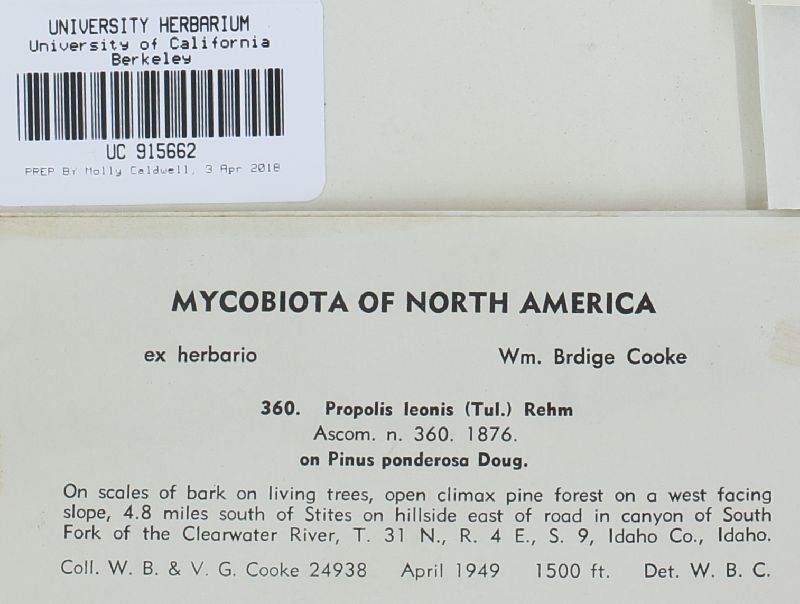 UNIVERSITY HERBARIUM
University of California
Berkeley
UC 915662
PREP BY Molly Caldwell, 3 Apr 2018
MYCOBIOTA OF NORTH AMERICA
ex herbario Wm. Brdige Cooke
360. Propolis leonis (Tul.) Rehm
Ascom. n. 360. 1876.
on Pinus ponderosa Doug.
On scales of bark on living trees, open climax pine forest on a west facing
slope, 4.8 miles south of Stites on hillside east of road in canyon of South
Fork of the Clearwater River, T. 31 N., R. 4 E., S. 9, Idaho Co., Idaho.
Coll. W. B. & V. G. Cooke 24938 April 1949 1500 ft. Det. W. B. C.